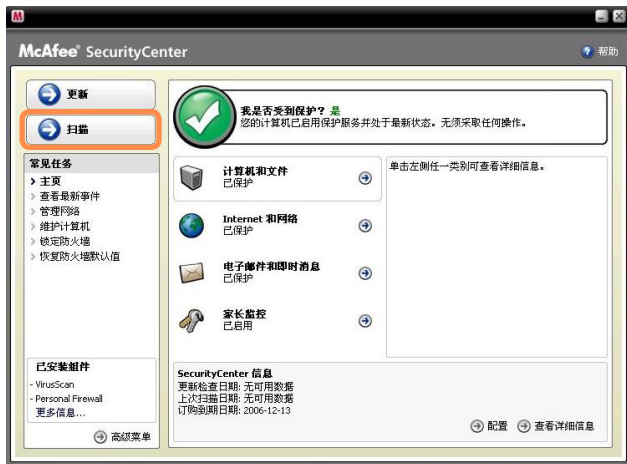 McAfee® SecurityCenter
帮助
更新
扫描
常见任务
主页
查看最新事件
管理网络
维护计算机
锁定防火墙
恢复防火墙默认值
已安装组件
- VirusScan
- Personal Firewall
更多信息...
高级菜单
我是否受到保护？ 是
您的计算机已启用保护服务并处于最新状态。无须采取任何操作。
计算机和文件
已保护
Internet 和网络
已保护
电子邮件和即时消息
已保护
家长监控
已启用
单击左侧任一类别可查看详细信息。
SecurityCenter 信息
更新检查日期: 无可用数据
上次扫描日期: 无可用数据
订购到期日期: 2006-12-13
配置
查看详细信息